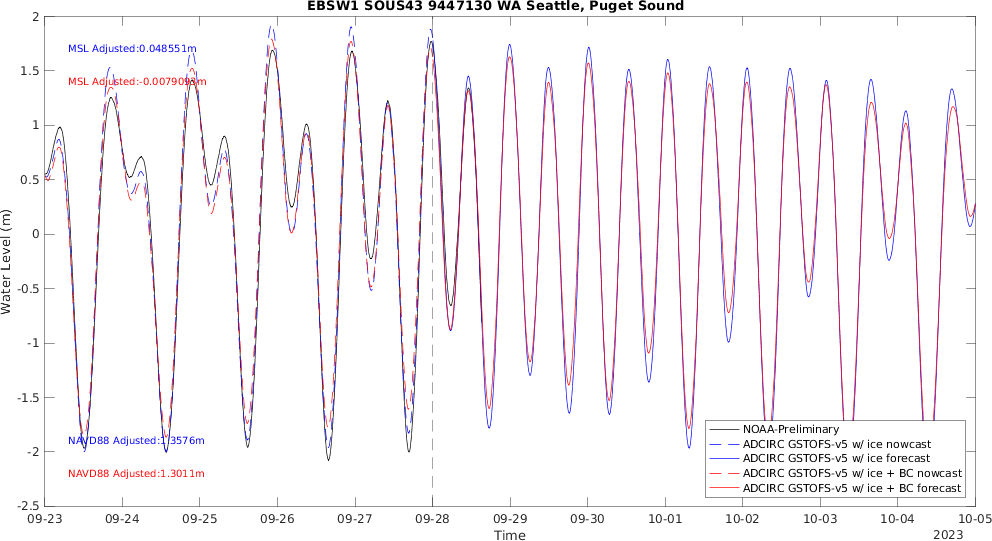 EBSW1 SOUS43 9447130 WA Seattle, Puget Sound
Water Level (m)
2
1.5
1
0.5
0
-0.5
-1
-1.5
-2
-2.5
MSL Adjusted:0.048551m
MSL Adjusted:-0.0079093m
NAVD88 Adjusted:1.3576m
NAVD88 Adjusted:1.3011m
NOAA-Preliminary
ADCIRC GSTOFS-v5 w/ ice nowcast
ADCIRC GSTOFS-v5 w/ ice forecast
ADCIRC GSTOFS-v5 w/ ice + BC nowcast
ADCIRC GSTOFS-v5 w/ ice + BC forecast
09-23 09-24 09-25 09-26 09-27 09-28 09-29 09-30 10-01 10-02 10-03 10-04 10-05
Time
2023